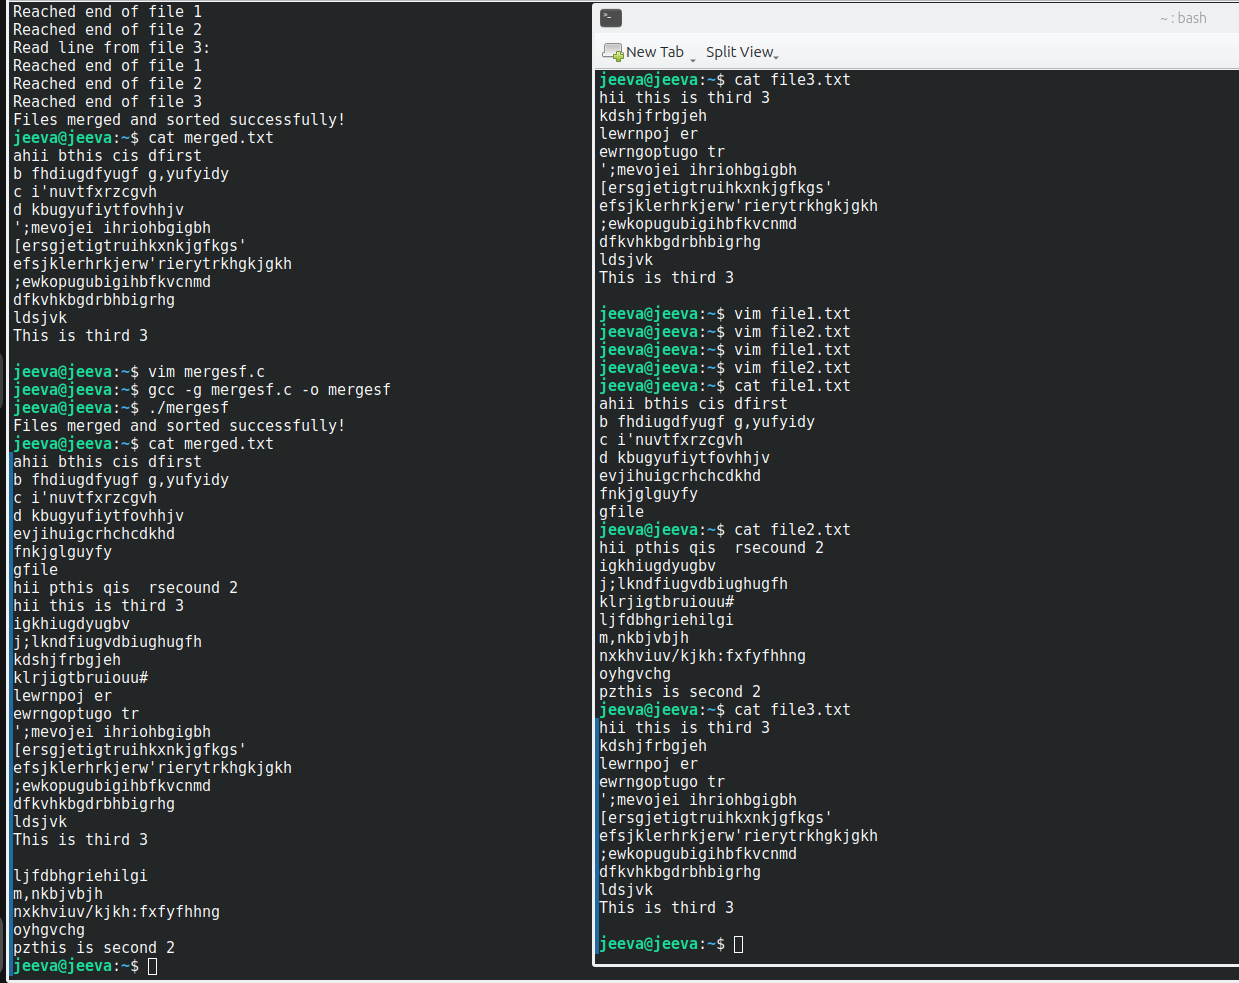 Reached end of file 1
Reached end of file 2
Read line from file 3:
Reached end of file 1
Reached end of file 2
Reached end of file 3
Files merged and sorted successfully!
jeeva@jeeva:~$ cat merged.txt
ahii bthis cis dfirst
b fhdiugdfyugf g,yufyidy
c i'nuvtfxrzcgvh
d kbugyufiytfovhhjv
';mevojei ihriohbgigbh
[ersgjetigtruihkxnkjgfkgs'
efsjklerhrkjerw'rierytrkhgkjgkh
;ewkopugubigihbfkvcnmd
dfkvhkbgdrbhbigrhg
ldsjvk
This is third 3

jeeva@jeeva:~$ vim mergesf.c
jeeva@jeeva:~$ gcc -g mergesf.c -o mergesf
jeeva@jeeva:~$ ./mergesf
Files merged and sorted successfully!
jeeva@jeeva:~$ cat merged.txt
ahii bthis cis dfirst
b fhdiugdfyugf g,yufyidy
c i'nuvtfxrzcgvh
d kbugyufiytfovhhjv
evjihuigcrhchcdkhd
fnkjglguyfy
gfile
hii pthis qis  rsecound 2
hii this is third 3
igkhiugdyugbv
j;lkndfiugvdbiughugfh
kdshjfrbgjeh
klrjigtbruiouu#
lewrnpoj er
ewrngoptugo tr
';mevojei ihriohbgigbh
[ersgjetigtruihkxnkjgfkgs'
efsjklerhrkjerw'rierytrkhgkjgkh
;ewkopugubigihbfkvcnmd
dfkvhkbgdrbhbigrhg
ldsjvk
This is third 3

ljfdbhgriehilgi
m,nkbjvbjh
nxkhviuv/kjkh:fxfyfhhng
oyhgvchg
pzthis is second 2
jeeva@jeeva:~$
~ : bash
New Tab Split View
jeeva@jeeva:~$ cat file3.txt
hii this is third 3
kdshjfrbgjeh
lewrnpoj er
ewrngoptugo tr
';mevojei ihriohbgigbh
[ersgjetigtruihkxnkjgfkgs'
efsjklerhrkjerw'rierytrkhgkjgkh
;ewkopugubigihbfkvcnmd
dfkvhkbgdrbhbigrhg
ldsjvk
This is third 3

jeeva@jeeva:~$ vim file1.txt
jeeva@jeeva:~$ vim file2.txt
jeeva@jeeva:~$ vim file1.txt
jeeva@jeeva:~$ vim file2.txt
jeeva@jeeva:~$ cat file1.txt
ahii bthis cis dfirst
b fhdiugdfyugf g,yufyidy
c i'nuvtfxrzcgvh
d kbugyufiytfovhhjv
evjihuigcrhchcdkhd
fnkjglguyfy
gfile
jeeva@jeeva:~$ cat file2.txt
hii pthis qis  rsecound 2
igkhiugdyugbv
j;lkndfiugvdbiughugfh
klrjigtbruiouu#
ljfdbhgriehilgi
m,nkbjvbjh
nxkhviuv/kjkh:fxfyfhhng
oyhgvchg
pzthis is second 2
jeeva@jeeva:~$ cat file3.txt
hii this is third 3
kdshjfrbgjeh
lewrnpoj er
ewrngoptugo tr
';mevojei ihriohbgigbh
[ersgjetigtruihkxnkjgfkgs'
efsjklerhrkjerw'rierytrkhgkjgkh
;ewkopugubigihbfkvcnmd
dfkvhkbgdrbhbigrhg
ldsjvk
This is third 3

jeeva@jeeva:~$